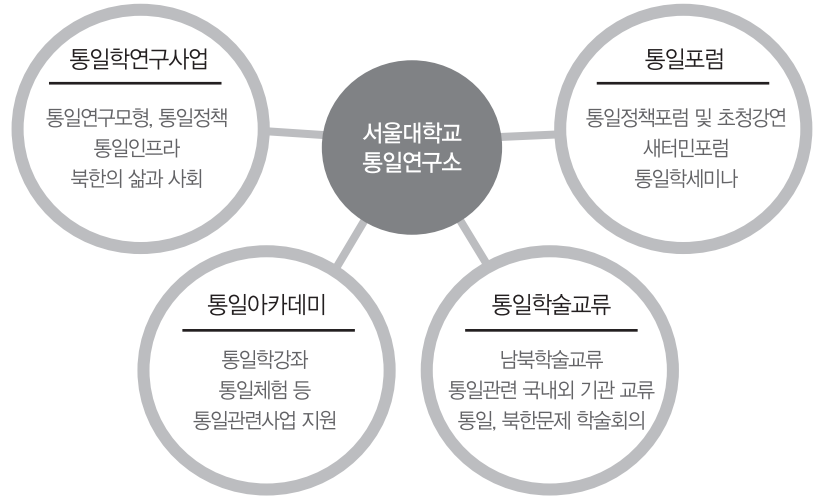 통일학연구사업
통일연구모형, 통일정책
통일인프라
북한의 삶과 사회
서울대학교
통일연구소
통일포럼
통일정책포럼 및 초청강연
새터민포럼
통일학세미나
통일아카데미
통일학강좌
통일체험 등
통일관련사업 지원
통일학술교류
남북학술교류
통일관련 국내외 기관 교류
통일, 북한문제 학술회의